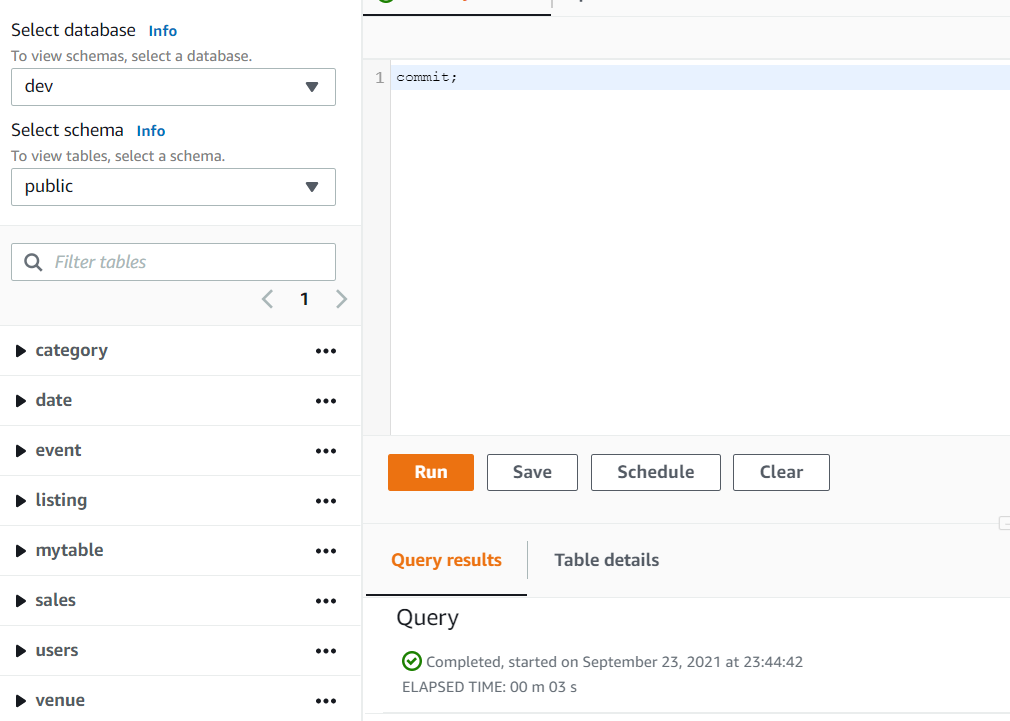 Select database Info
To view schemas, select a database.
dev
Select schema Info
To view tables, select a schema.
public
Filter tables
1
category
date
event
listing
mytable
sales
users
venue
1 commit;
Run Save Schedule Clear
Query results Table details
Query
Completed, started on September 23, 2021 at 23:44:42
ELAPSED TIME: 00 m 03 s